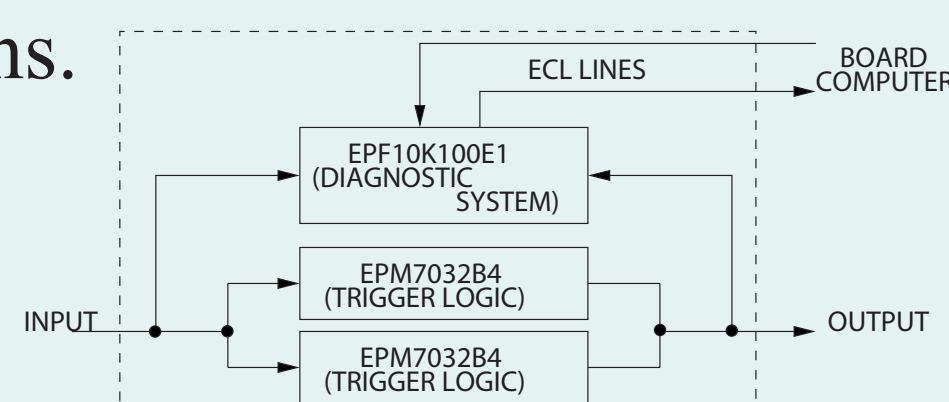 ns.
ECL LINES
BOARD
COMPUTER
EPF10K100E1
(DIAGNOSTIC
SYSTEM)
EPM7032B4
(TRIGGER LOGIC)
INPUT
OUTPUT
EPM7032B4
(TRIGGER LOGIC)